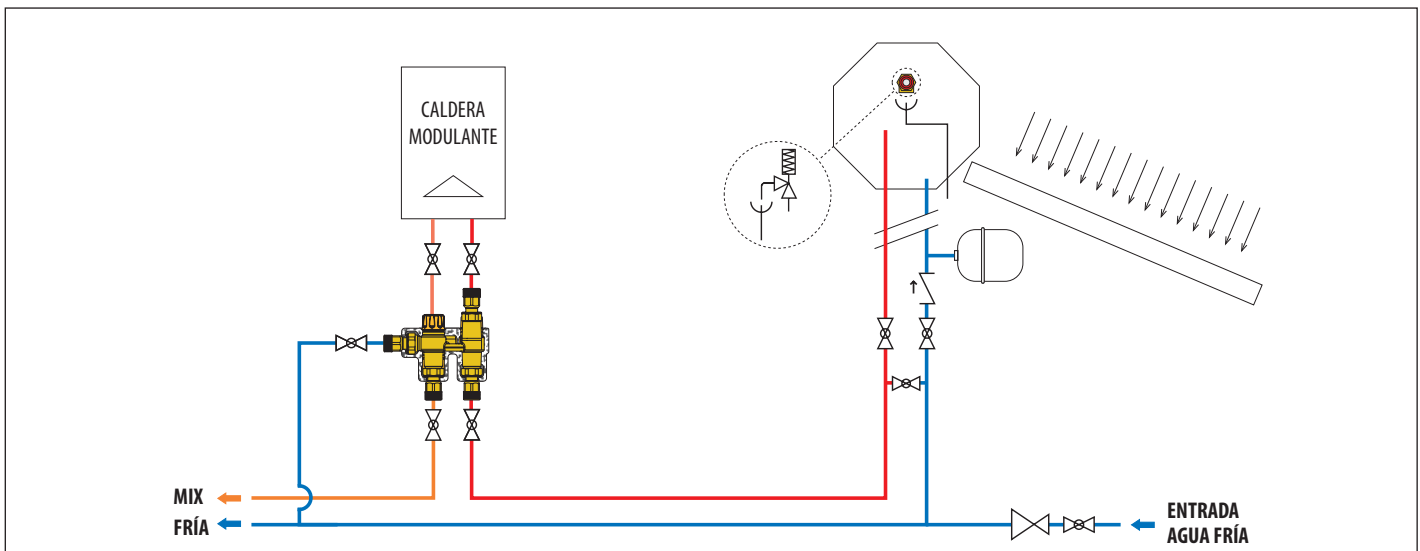 CALDERA
MODULANTE
MIX
FRÍA
ENTRADA
AGUA FRÍA